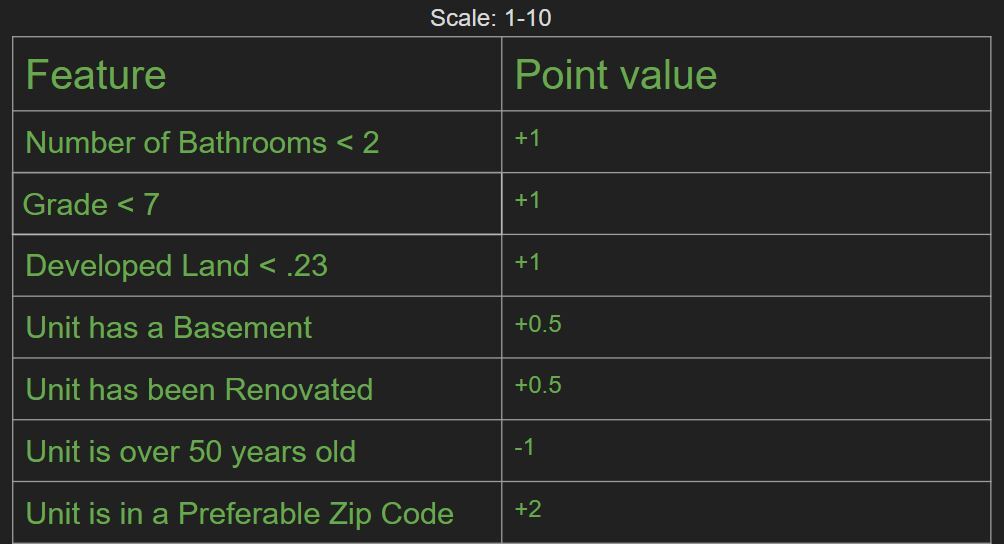 Scale: 1-10
Feature Point value
Number of Bathrooms < 2 +1
Grade < 7 +1
Developed Land < .23 +1
Unit has a Basement +0.5
Unit has been Renovated +0.5
Unit is over 50 years old -1
Unit is in a Preferable Zip Code +2